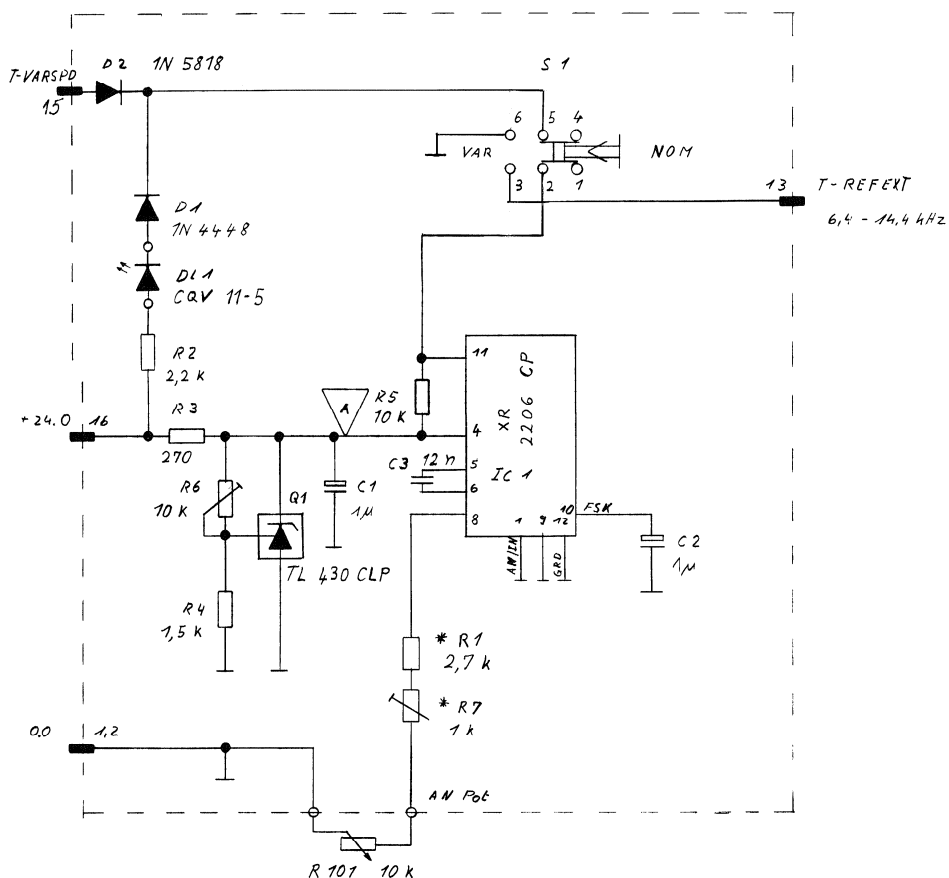 D2 1N 5818
T-VARSPD
15
S1
6 5 4
VAR
NOM
3 2 1
13 T-REFEXT
6,4 - 14,4 kHz
D1
1N 4448
DL1
CQV 11-5
R2
2,2 K
+24.0 16
R3
270
A
R5
10 K
11
4
5
6
8
XR
2206 CP
IC 1
C3 12 n
1 9 12
10 FSK
AN/IN
GRD
C2
1µ
R6
10 K
Q1
C1
1µ
TL 430 CLP
R4
1,5 K
* R1
2,7 k
* R7
1 k
0.0 1,2
AN Pot
R 101 10 k